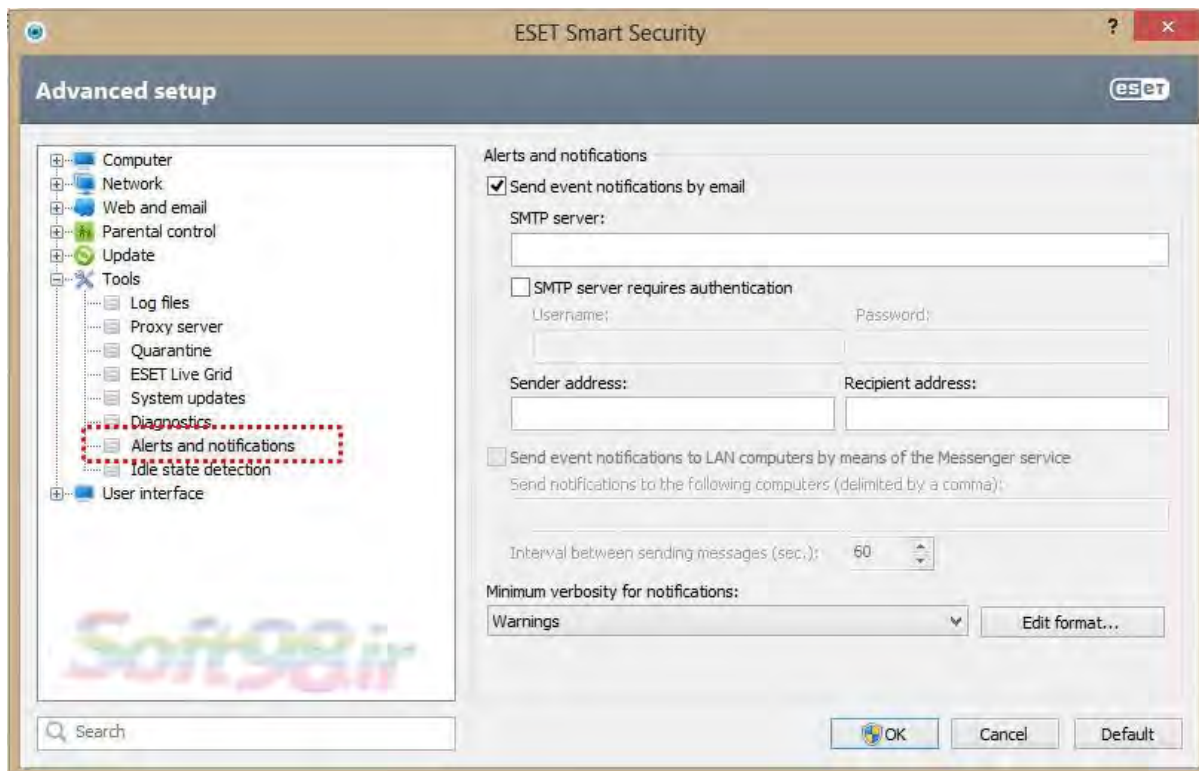 ESET Smart Security
?
Advanced setup
eseT
Computer
Network
Web and email
Parental control
Update
Tools
Log files
Proxy server
Quarantine
ESET Live Grid
System updates
Diagnostics
Alerts and notifications
Idle state detection
User interface
Soft98.ir
Search
Alerts and notifications
Send event notifications by email
SMTP server:
SMTP server requires authentication
Username: Password:
Sender address: Recipient address:
Send event notifications to LAN computers by means of the Messenger service
Send notifications to the following computers (delimited by a comma):
Interval between sending messages (sec.): 60
Minimum verbosity for notifications:
Warnings Edit format...
OK Cancel Default